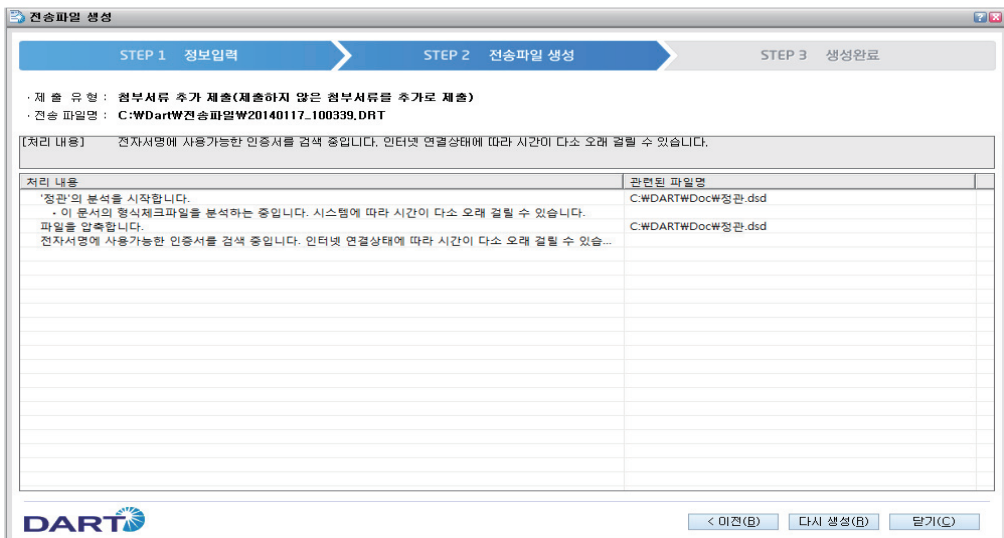 전송파일 생성
STEP 1 정보입력
STEP 2 전송파일 생성
STEP 3 생성완료
· 제 출 유 형 : 첨부서류 추가 제출(제출하지 않은 첨부서류를 추가로 제출)
· 전송 파일명 : C:₩Dart₩전송파일₩20140117_100339.DRT
[처리 내용] 전자서명에 사용가능한 인증서를 검색 중입니다. 인터넷 연결상태에 따라 시간이 다소 오래 걸릴 수 있습니다.
처리 내용 관련된 파일명
'정관'의 분석을 시작합니다. C:₩DART₩Doc₩정관.dsd
· 이 문서의 형식체크파일을 분석하는 중입니다. 시스템에 따라 시간이 다소 오래 걸릴 수 있습니다.
파일을 압축합니다. C:₩DART₩Doc₩정관.dsd
전자서명에 사용가능한 인증서를 검색 중입니다. 인터넷 연결상태에 따라 시간이 다소 오래 걸릴 수 있습...
DART
< 이전(B) 다시 생성(R) 닫기(C)